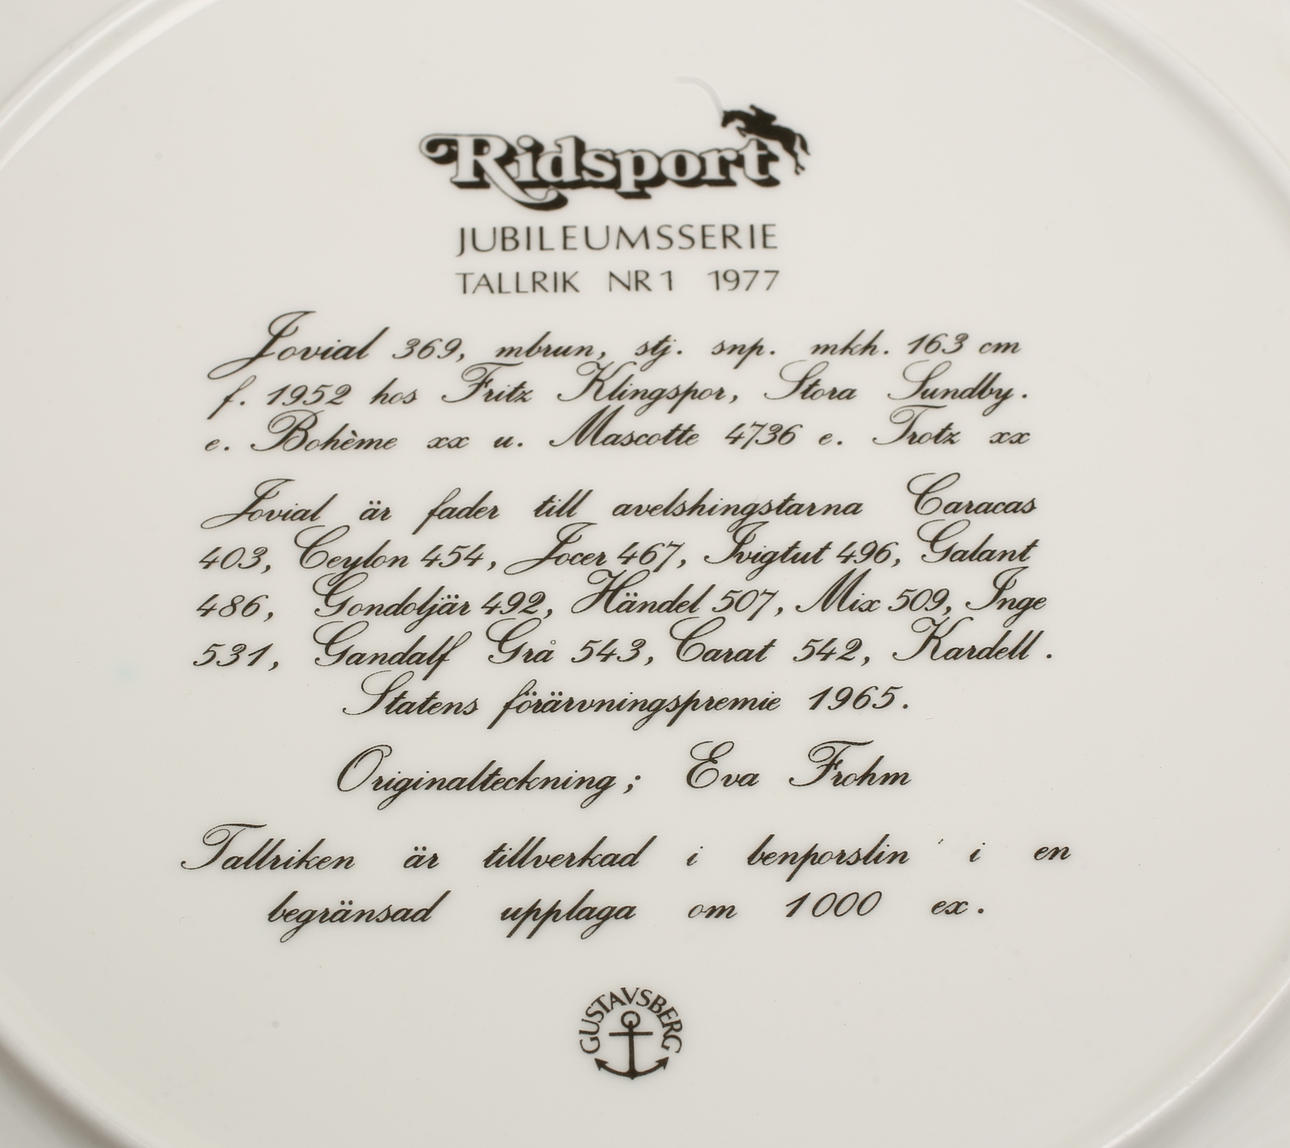 Ridsport
JUBILEUMSSERIE
TALLRIK NR 1 1977
Jovial 369, mbrun, stj. snp. mkh. 163 cm
f. 1952 hos Fritz Klingspor, Stora Sundby.
e. Bohème xx u. Mascotte 4736 e. Trotz xx
Jovial är fader till avelshingstarna Caracas
403, Ceylon 454, Jocer 467, Ivigtut 496, Galant
486, Gondoljär 492, Händel 507, Mix 509, Inge
531, Gandalf Grå 543, Carat 542, Kardell.
Statens förärvningspremie 1965.
Originalteckning; Eva Frohm
Tallriken är tillverkad i benporslin i en
begränsad upplaga om 1000 ex.
GUSTAVSBERG